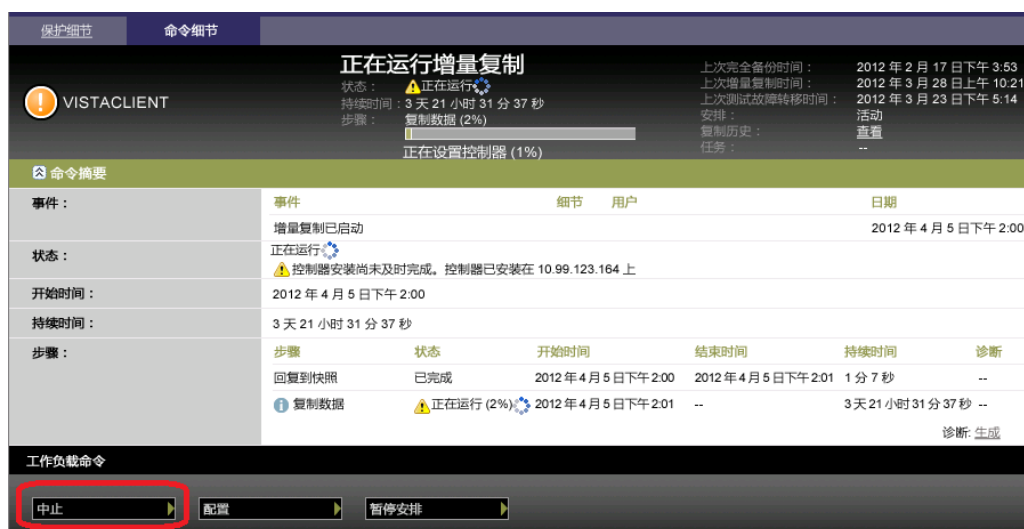 保护细节 命令细节
正在运行增量复制
VISTACLIENT
状态： 正在运行
持续时间：3 天 21 小时 31 分 37 秒
步骤： 复制数据 (2%)
正在设置控制器 (1%)
上次完全备份时间： 2012 年 2 月 17 日下午 3:53
上次增量复制时间： 2012 年 3 月 28 日上午 10:21
上次测试故障转移时间： 2012 年 3 月 23 日下午 5:14
安排： 活动
复制历史： 查看
任务： --
命令摘要
事件： 事件 细节 用户 日期
增量复制已启动 2012 年 4 月 5 日下午 2:00
状态： 正在运行
控制器安装尚未及时完成。控制器已安装在 10.99.123.164 上
开始时间： 2012 年 4 月 5 日下午 2:00
持续时间： 3 天 21 小时 31 分 37 秒
步骤： 步骤 状态 开始时间 结束时间 持续时间 诊断
回复到快照 已完成 2012 年 4 月 5 日下午 2:00 2012 年 4 月 5 日下午 2:01 1 分 7 秒 --
复制数据 正在运行 (2%) 2012 年 4 月 5 日下午 2:01 -- 3 天 21 小时 31 分 37 秒 --
诊断: 生成
工作负载命令
中止 配置 暂停安排